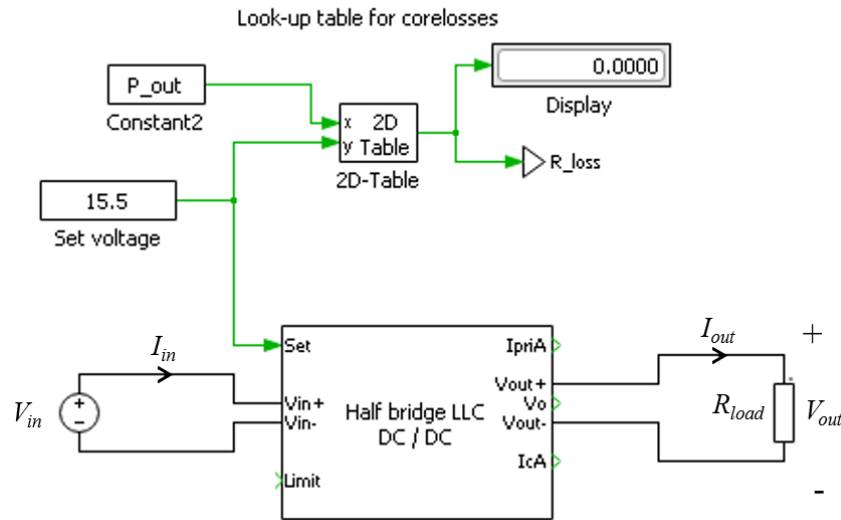 Look-up table for corelosses
0.0000
Display
P_out
Constant2
x 2D
y Table
2D-Table
R_loss
15.5
Set voltage
I_in
I_out
+
Set
IpriA
Vout+
V_in
+
-
Vin+
Vin-
Half bridge LLC
DC / DC
Vo
Vout-
R_load
V_out
Limit
IcA
-